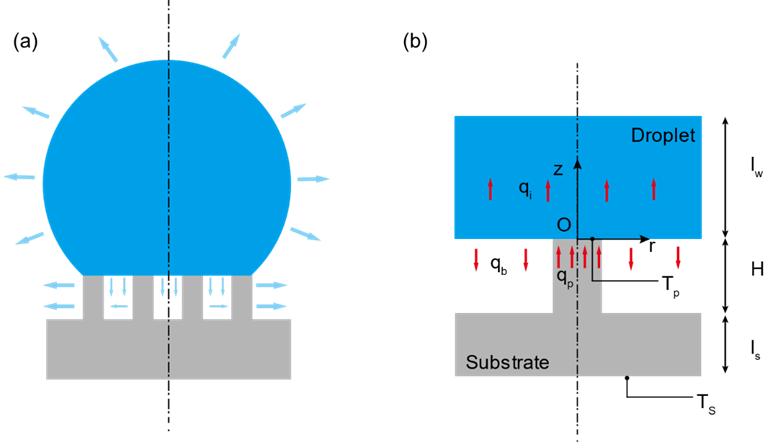 (a)
(b)
Droplet
z
l_w
q_i
O
r
q_b
q_p
H
T_p
Substrate
l_s
T_S